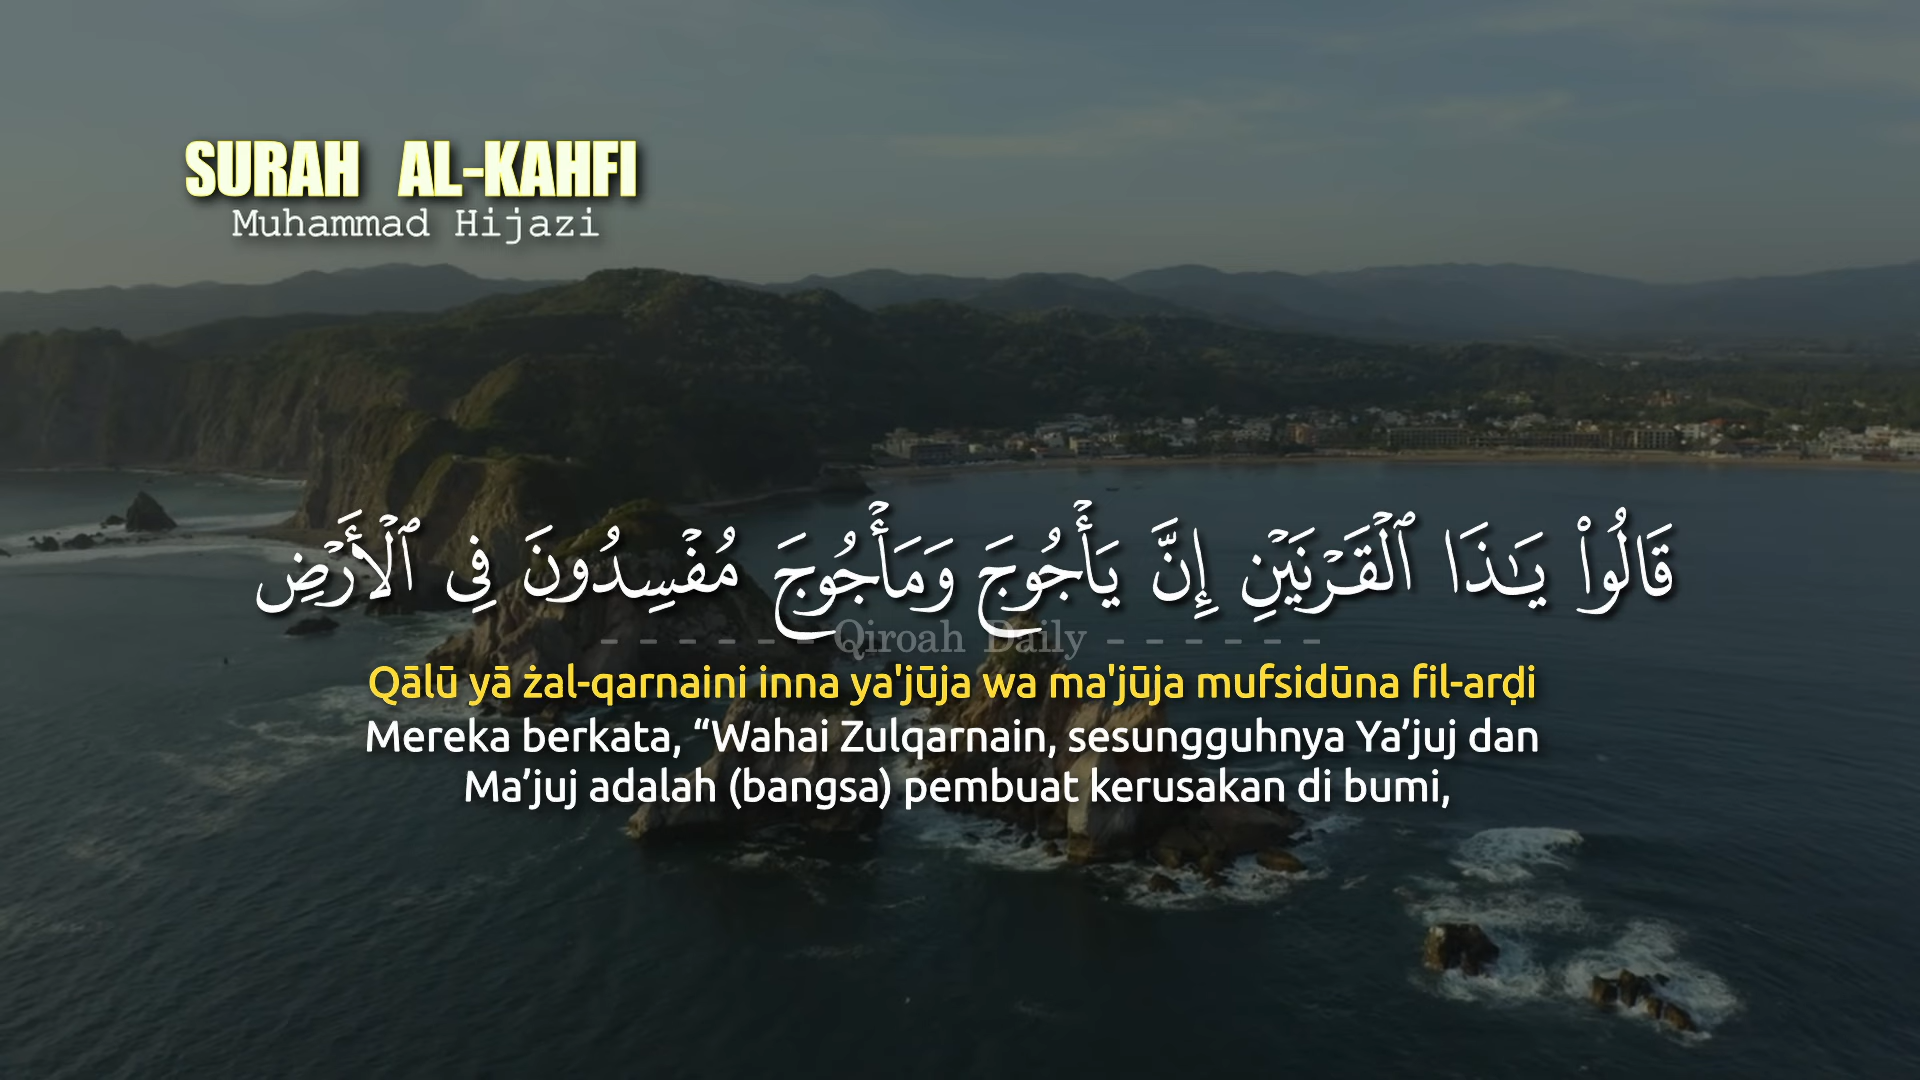 SURAH AL-KAHFI
Muhammad Hijazi
قَالُوا۟ يَـٰذَا ٱلْقَرْنَيْنِ إِنَّ يَأْجُوجَ وَمَأْجُوجَ مُفْسِدُونَ فِى ٱلْأَرْضِ
- - - - - - Qiroah Daily - - - - - -
Qālū yā żal-qarnaini inna ya'jūja wa ma'jūja mufsidūna fil-arḍi
Mereka berkata, “Wahai Zulqarnain, sesungguhnya Ya’juj dan
Ma’juj adalah (bangsa) pembuat kerusakan di bumi,